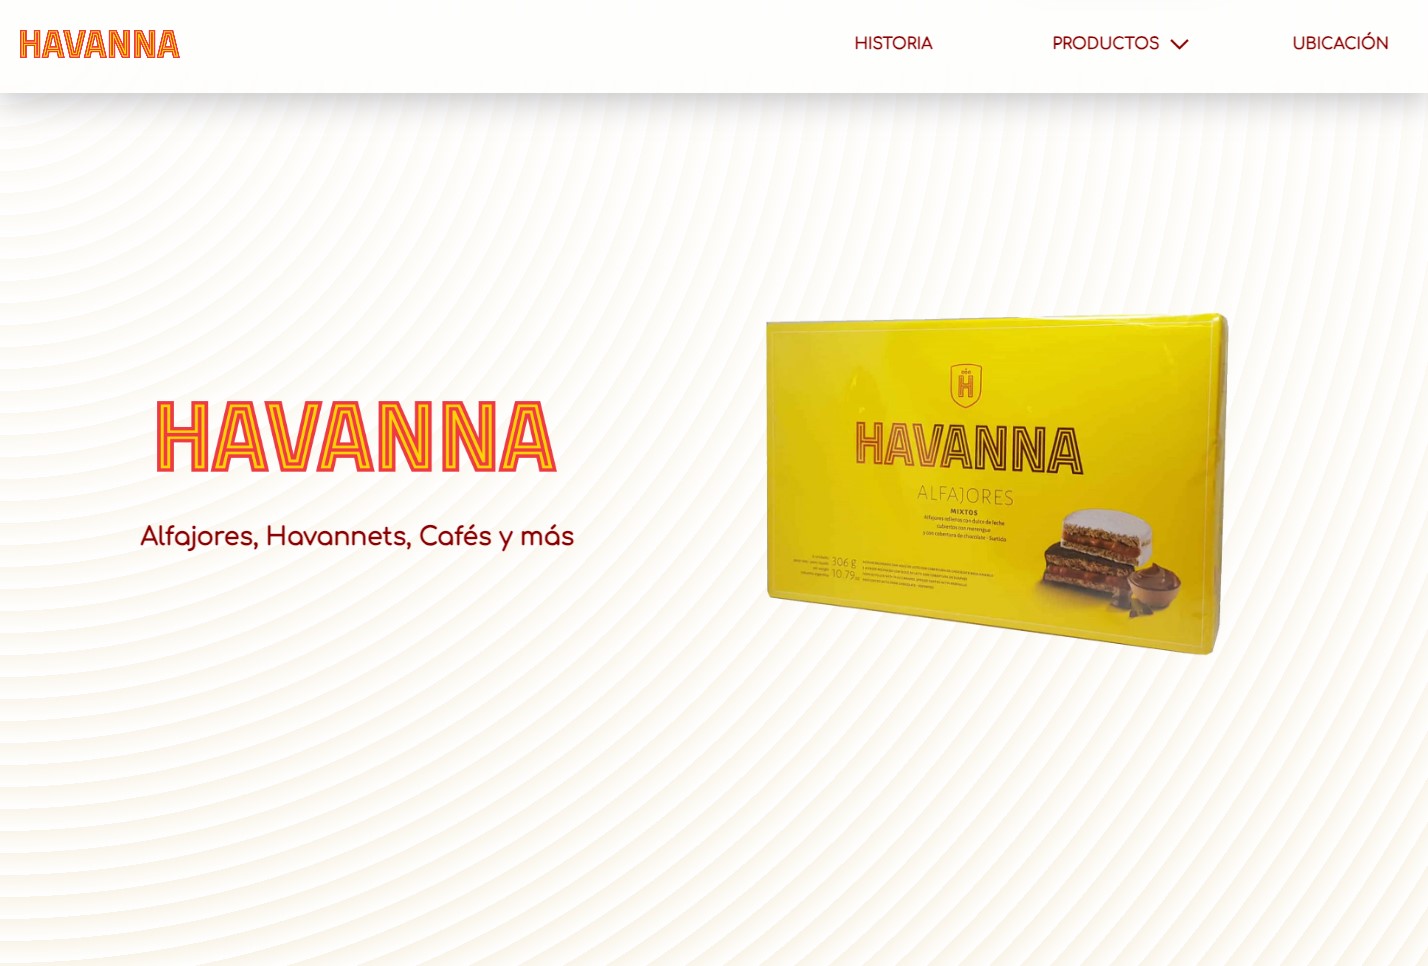 HAVANNA
HISTORIA
PRODUCTOS
UBICACIÓN
HAVANNA
Alfajores, Havannets, Cafés y más
H
HAVANNA
ALFAJORES
MIXTOS
Alfajores rellenos con dulce de leche
cubiertos con merengue
y con cobertura de chocolate - Surtido
306 g
10.79